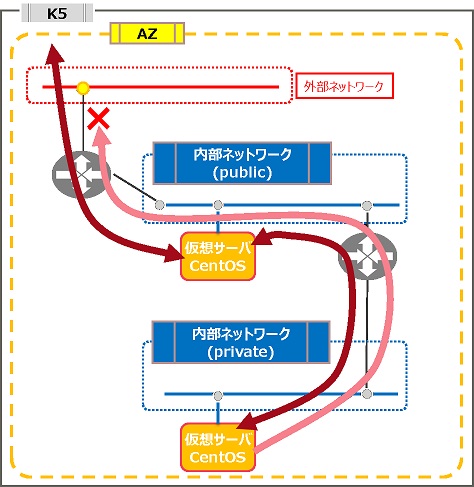 K5
AZ
外部ネットワーク
内部ネットワーク
(public)
仮想サーバ
CentOS
内部ネットワーク
(private)
仮想サーバ
CentOS